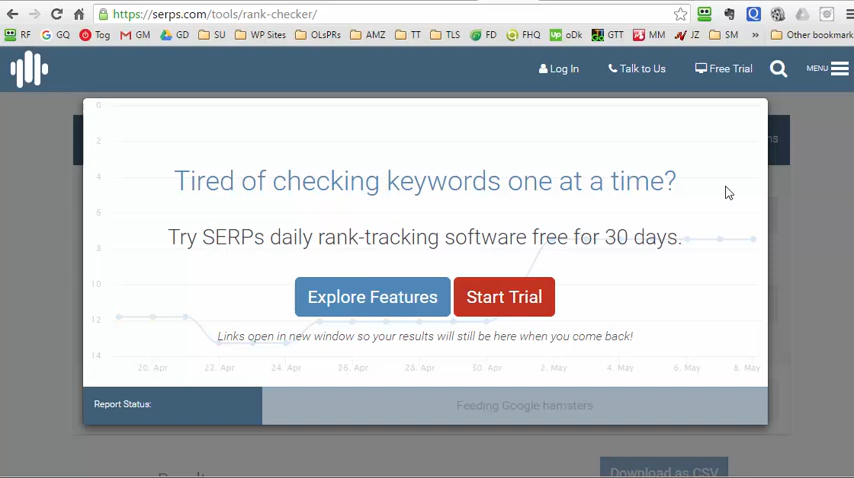 https://serps.com/tools/rank-checker/
RF GQ Tog GM GD SU WP Sites OLsPRs AMZ TT TLS FD FHQ oDk GTT MM JZ SM » Other bookmark
Log In Talk to Us Free Trial MENU
0
2
4
6
8
10
12
14
Tired of checking keywords one at a time?
Try SERPs daily rank-tracking software free for 30 days.
Explore Features Start Trial
Links open in new window so your results will still be here when you come back!
20. Apr 22. Apr 24. Apr 26. Apr 28. Apr 30. Apr 2. May 4. May 6. May 8. May
Report Status: Feeding Google hamsters
Download as CSV